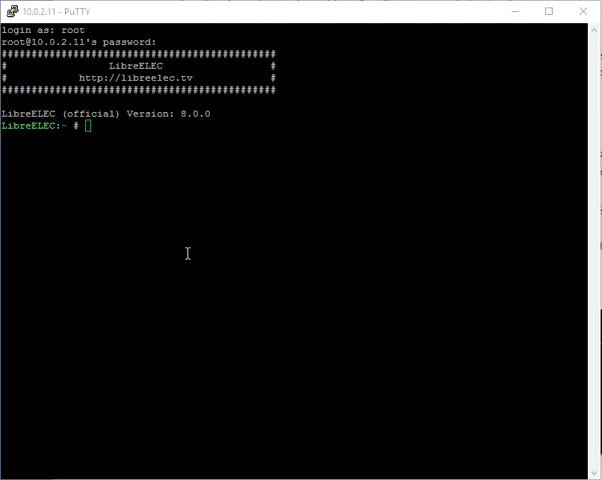 10.0.2.11 - PuTTY
login as: root
root@10.0.2.11's password:
##############################################
#                 LibreELEC                  #
#            http://libreelec.tv             #
##############################################
LibreELEC (official) Version: 8.0.0
LibreELEC:~ #